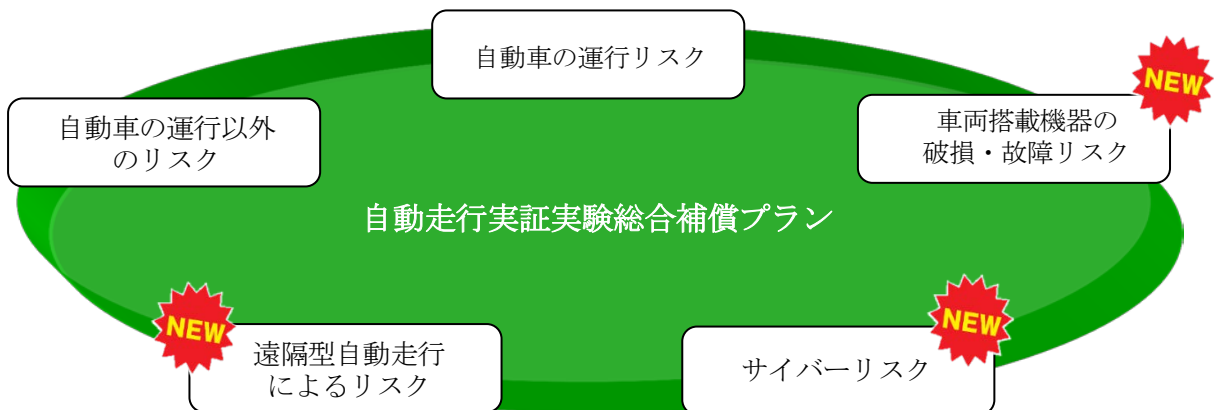 自動車の運行リスク
NEW
自動車の運行以外
のリスク
車両搭載機器の
破損・故障リスク
自動走行実証実験総合補償プラン
NEW
遠隔型自動走行
によるリスク
NEW
サイバーリスク